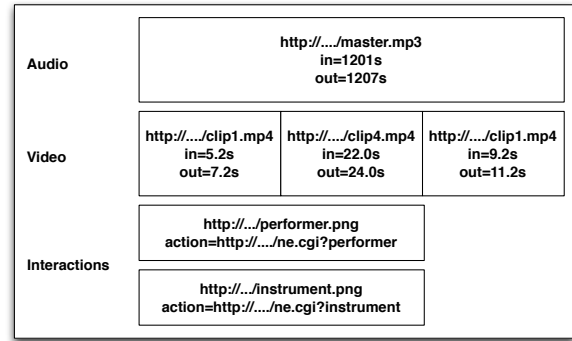 Audio
http://..../master.mp3
in=1201s
out=1207s
Video
http://..../clip1.mp4
in=5.2s
out=7.2s
http://..../clip4.mp4
in=22.0s
out=24.0s
http://..../clip1.mp4
in=9.2s
out=11.2s
Interactions
http://.../performer.png
action=http://..../ne.cgi?performer
http://.../instrument.png
action=http://..../ne.cgi?instrument